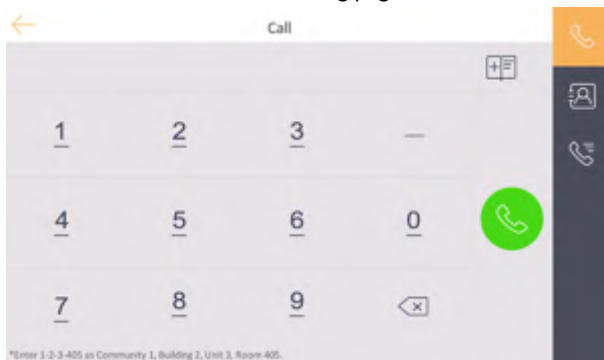 Call
1 2 3 —
4 5 6 0
7 8 9
*Enter 1-2-3-405 as Community 1, Building 2, Unit 3, Room 405.